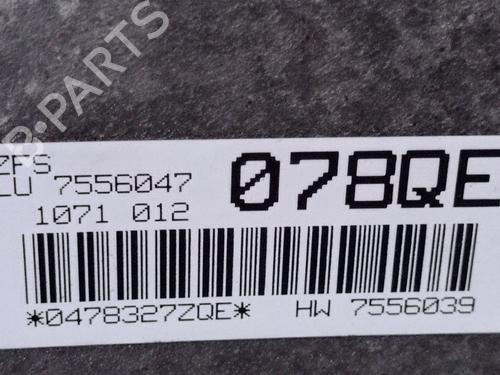 B-PARTS
ZFS
CU 7556047
078QE
1071 012
*0478327ZQE*
HW 7556039